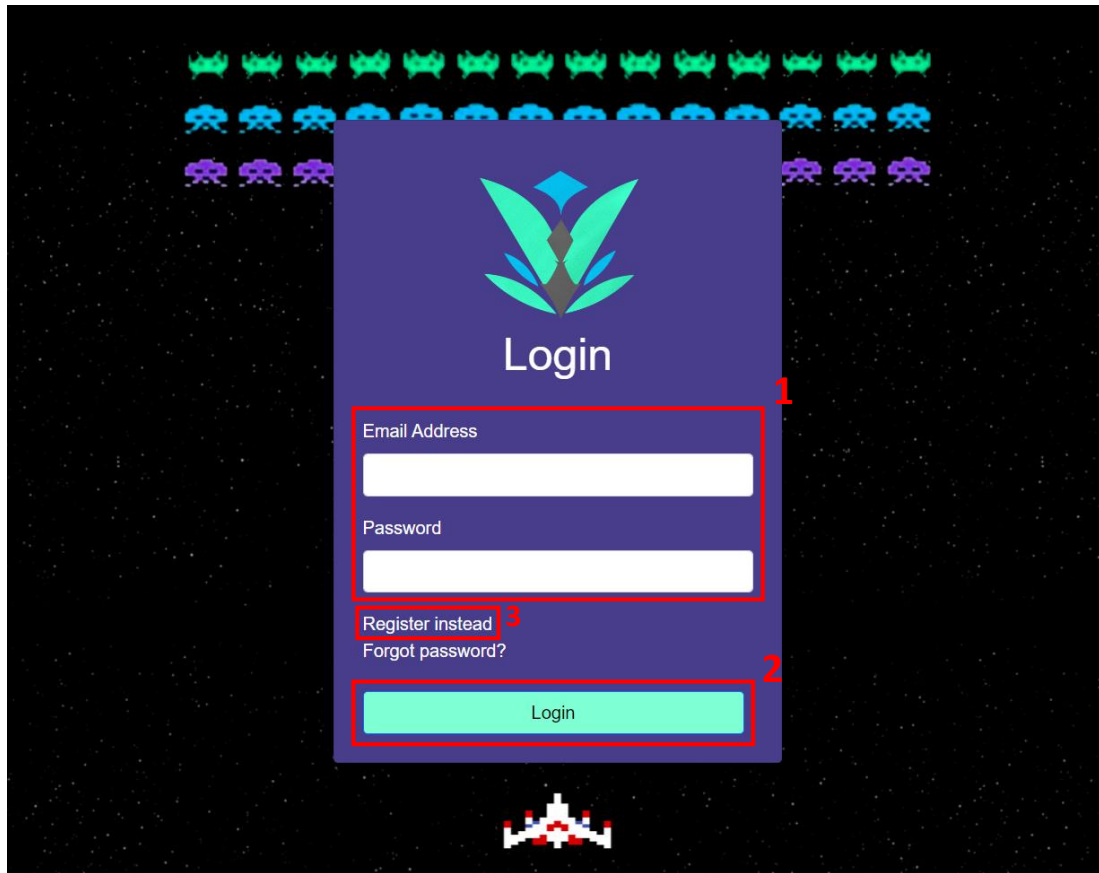 Login
1
Email Address
Password
Register instead 3
Forgot password?
2
Login